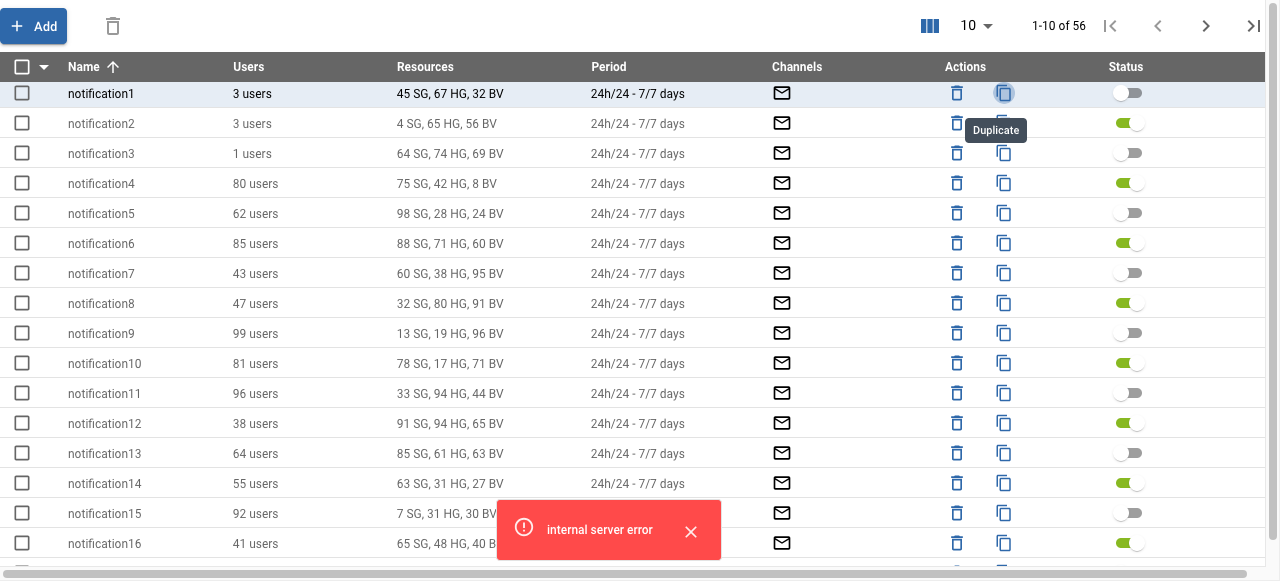 Add 10 1-10 of 56
Name Users Resources Period Channels Actions Status
notification1 3 users 45 SG, 67 HG, 32 BV 24h/24 - 7/7 days
notification2 3 users 4 SG, 65 HG, 56 BV 24h/24 - 7/7 days
Duplicate
notification3 1 users 64 SG, 74 HG, 69 BV 24h/24 - 7/7 days
notification4 80 users 75 SG, 42 HG, 8 BV 24h/24 - 7/7 days
notification5 62 users 98 SG, 28 HG, 24 BV 24h/24 - 7/7 days
notification6 85 users 88 SG, 71 HG, 60 BV 24h/24 - 7/7 days
notification7 43 users 60 SG, 38 HG, 95 BV 24h/24 - 7/7 days
notification8 47 users 32 SG, 80 HG, 91 BV 24h/24 - 7/7 days
notification9 99 users 13 SG, 19 HG, 96 BV 24h/24 - 7/7 days
notification10 81 users 78 SG, 17 HG, 71 BV 24h/24 - 7/7 days
notification11 96 users 33 SG, 94 HG, 44 BV 24h/24 - 7/7 days
notification12 38 users 91 SG, 94 HG, 65 BV 24h/24 - 7/7 days
notification13 64 users 85 SG, 61 HG, 63 BV 24h/24 - 7/7 days
notification14 55 users 63 SG, 31 HG, 27 BV 24h/24 - 7/7 days
notification15 92 users 7 SG, 31 HG, 30 BV
internal server error
notification16 41 users 65 SG, 48 HG, 40 B